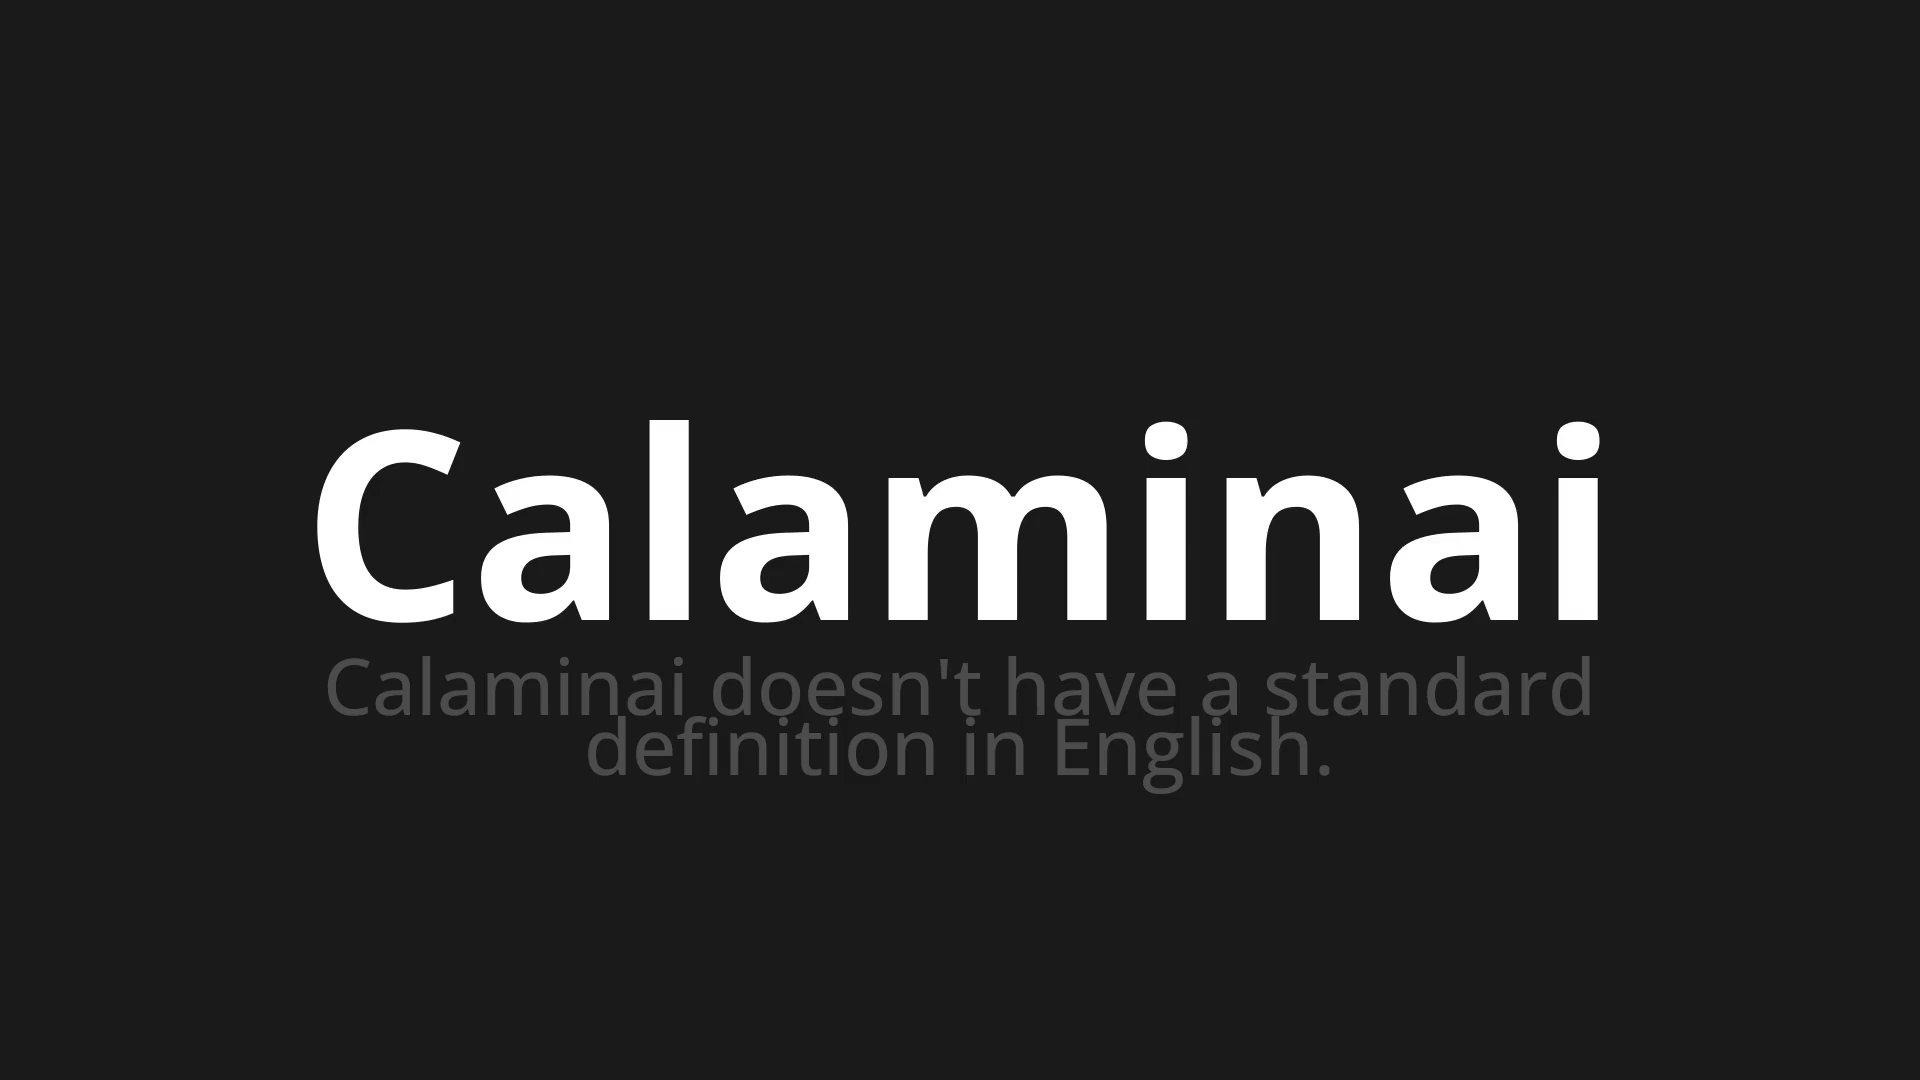 Calaminai
Calaminai doesn't have a standard
definition in English.